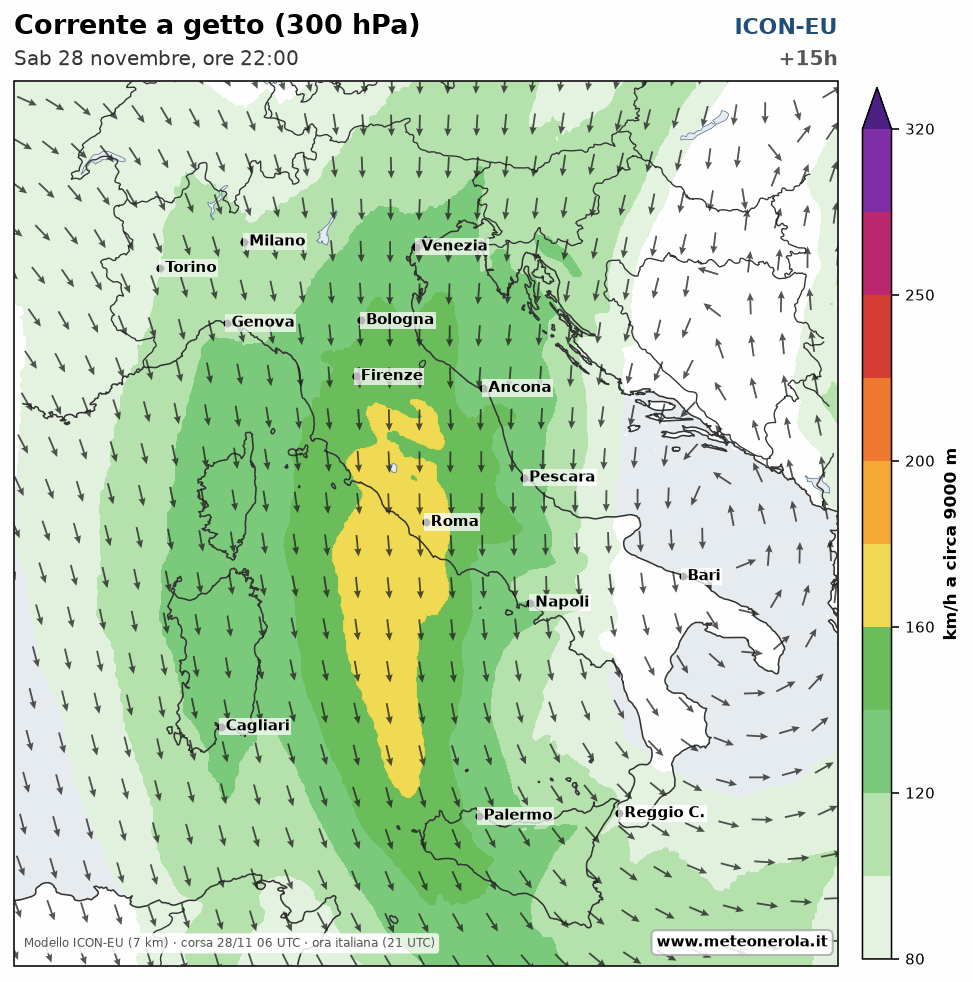 Corrente a getto (300 hPa)
ICON-EU
Sab 28 novembre, ore 22:00
+15h
320
Milano
Venezia
Torino
250
Genova
Bologna
Firenze
Ancona
200
Pescara
km/h a circa 9000 m
Roma
Bari
Napoli
160
Cagliari
120
Palermo
Reggio C.
Modello ICON-EU (7 km) · corsa 28/11 06 UTC · ora italiana (21 UTC)
www.meteonerola.it
80